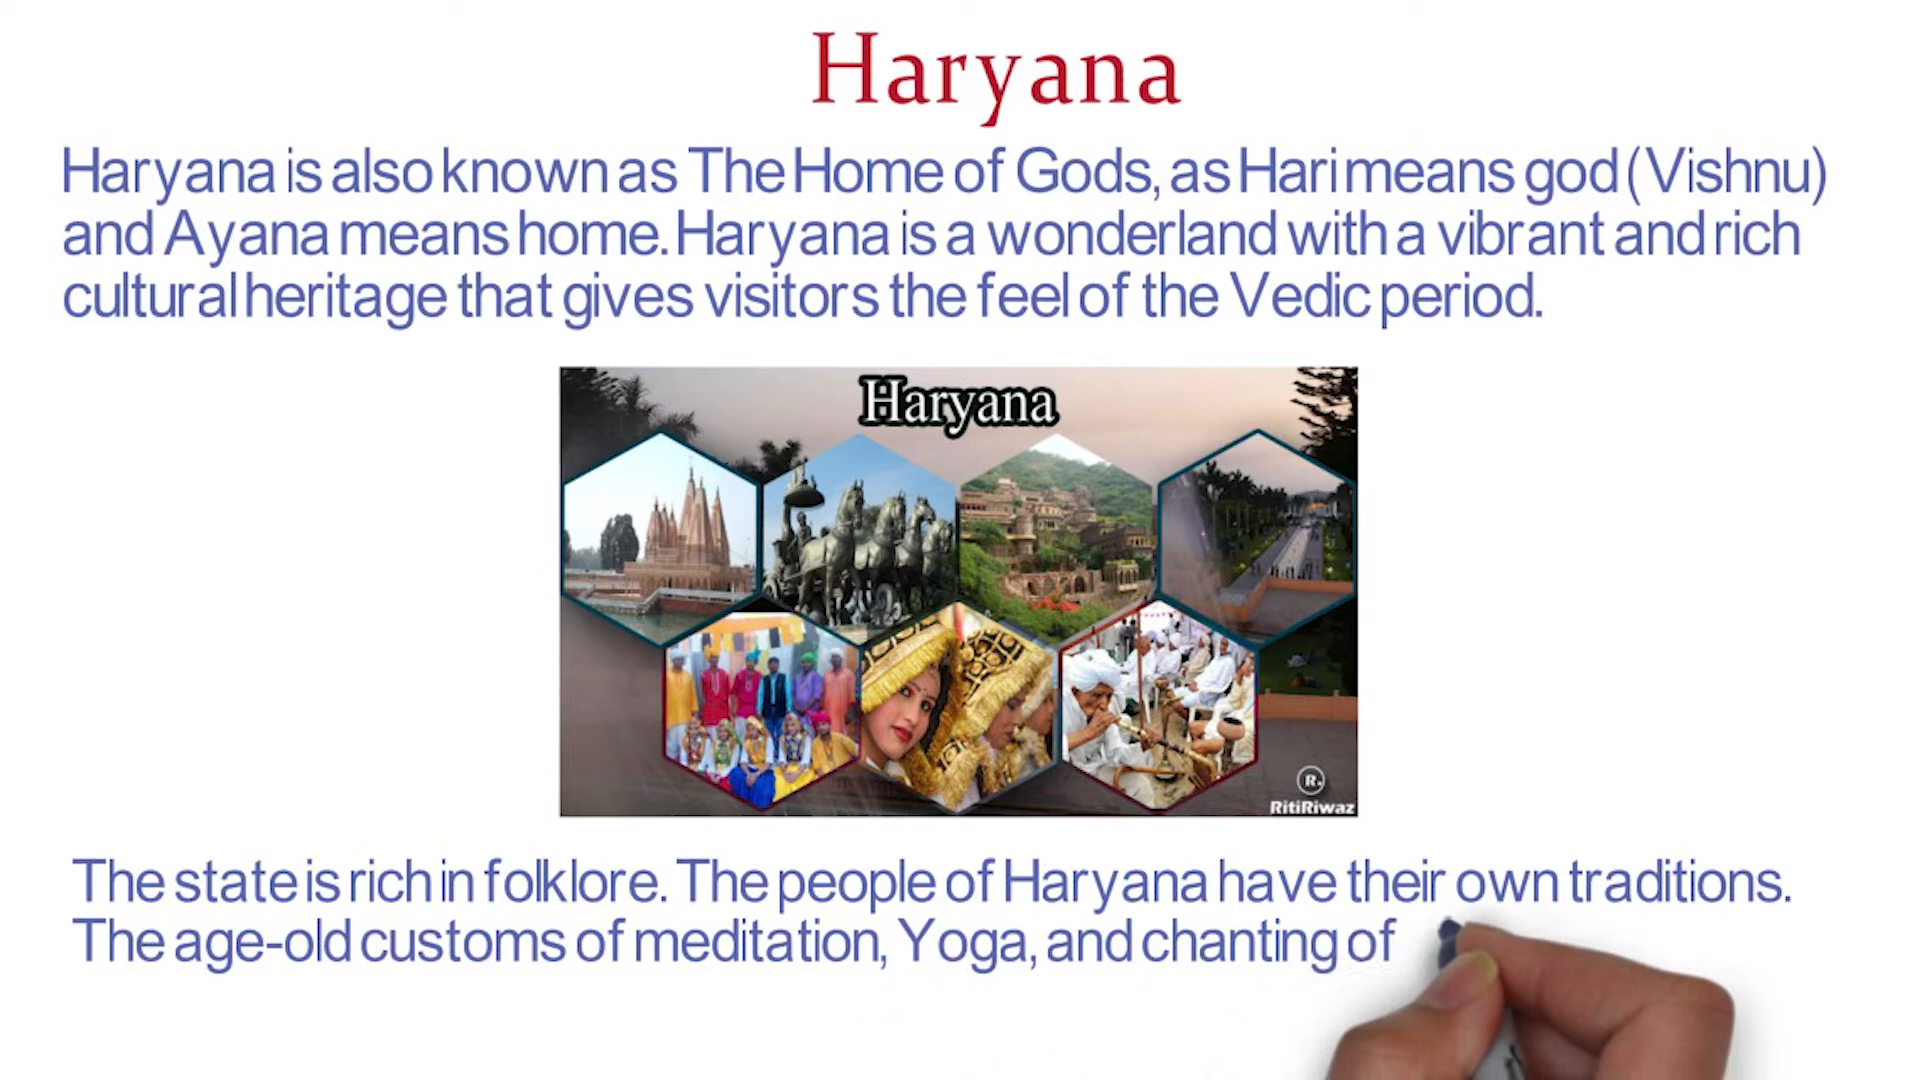 Haryana
Haryana is also known as The Home of Gods, as Hari means god (Vishnu)
and Ayana means home. Haryana is a wonderland with a vibrant and rich
cultural heritage that gives visitors the feel of the Vedic period.
Haryana
R.
RitiRiwaz
The state is rich in folklore. The people of Haryana have their own traditions.
The age-old customs of meditation, Yoga, and chanting of